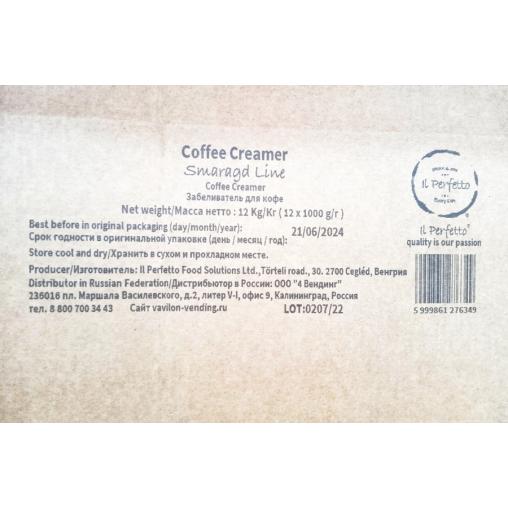 Coffee Creamer
Smaragd Line
Coffee Creamer
Забеливатель для кофе
Net weight/Масса нетто : 12 Kg/Кг ( 12 x 1000 g/г )
Best before in original packaging (day/month/year):
Срок годности в оригинальной упаковке (день / месяц / год):
21/06/2024
Store cool and dry/Хранить в сухом и прохладном месте.
Producer/Изготовитель: Il Perfetto Food Solutions Ltd.,Törteli road., 30. 2700 Cegléd, Венгрия
Distributor in Russian Federation/Дистрибьютор в России: ООО "4 Вендинг"
236016 пл. Маршала Василевского, д.2, литер V-I, офис 9, Калининград, Россия
тел. 8 800 700 34 43 Сайт vavilon-vending.ru LOT:0207/22
Il Perfetto
Il Perfetto®
quality is our passion
5 999861 276349